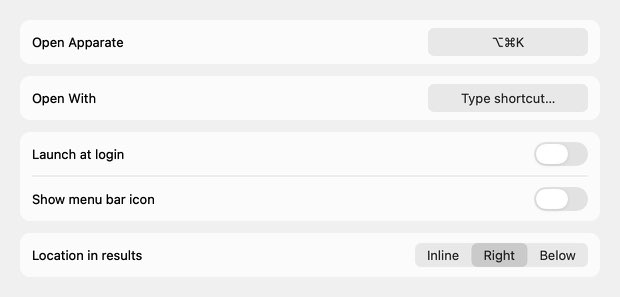 Open Apparate ⌥⌘K
Open With Type shortcut...
Launch at login
Show menu bar icon
Location in results Inline Right Below